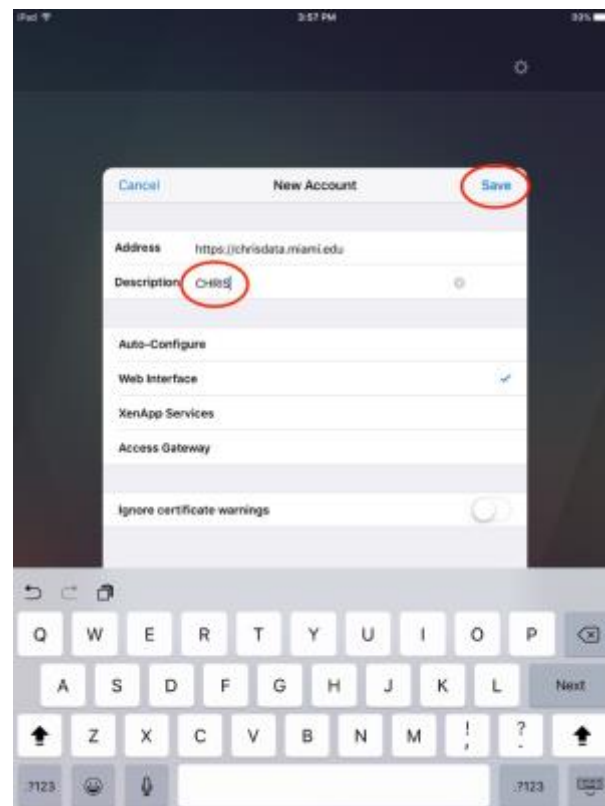 iPad 3:57 PM 93%
Cancel New Account Save
Address https://chrisdata.miami.edu
Description CHRIS
Auto-Configure
Web Interface
XenApp Services
Access Gateway
Ignore certificate warnings
Q W E R T Y U I O P
A S D F G H J K L Next
Z X C V B N M ! , ? .
.?123 .?123